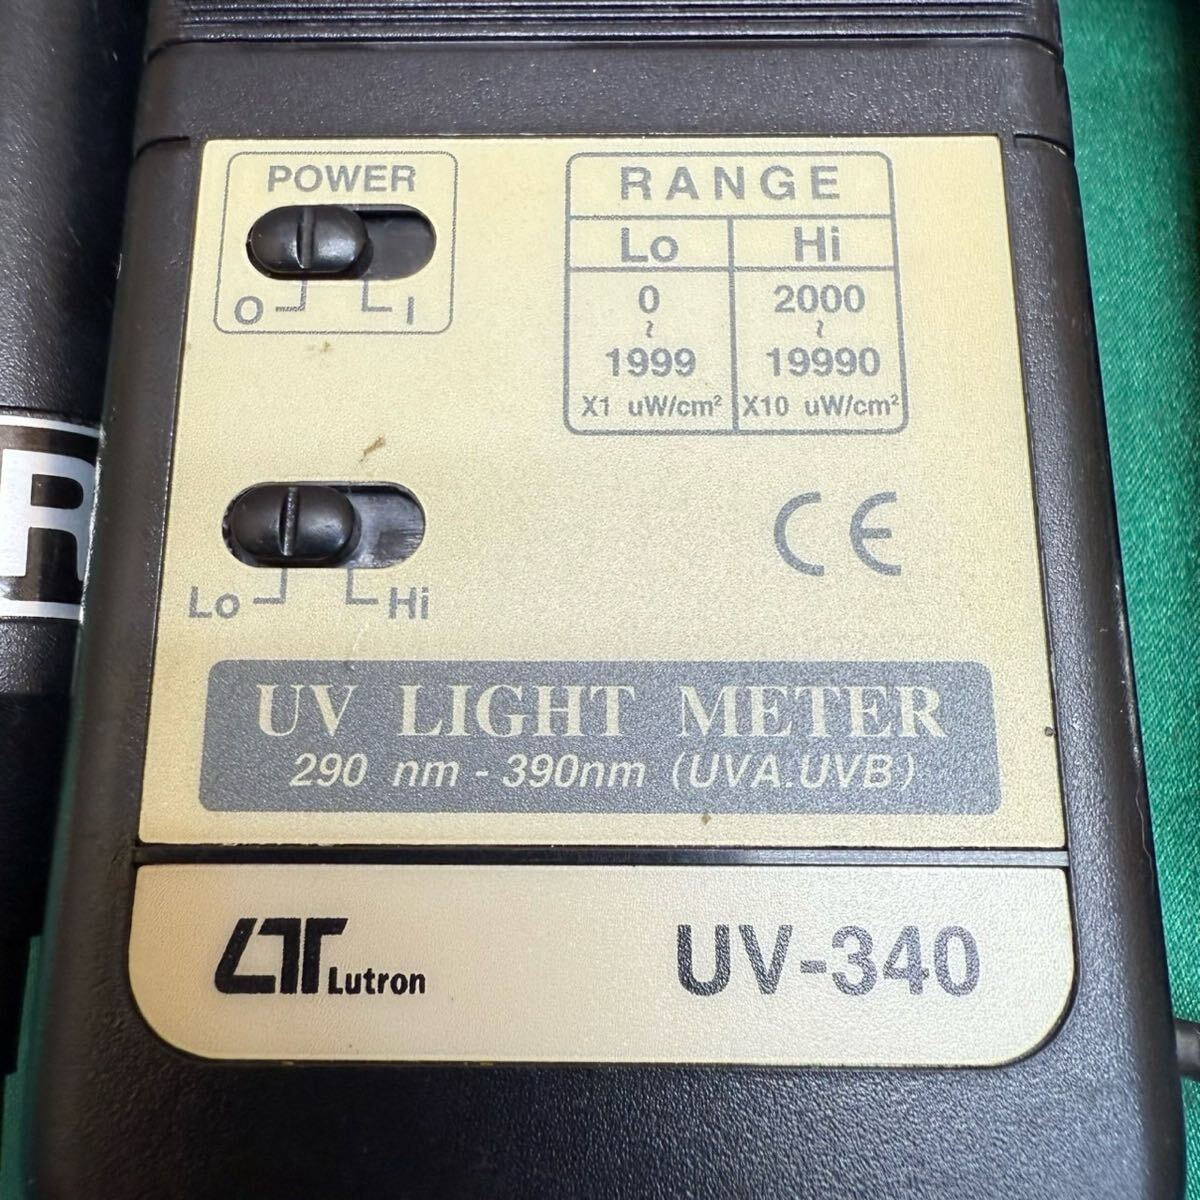 POWER
O I
RANGE
Lo Hi
0 2000
~ ~
1999 19990
X1 uW/cm² X10 uW/cm²
Lo Hi
CE
UV LIGHT METER
290 nm - 390nm (UVA.UVB)
LT Lutron
UV-340
R